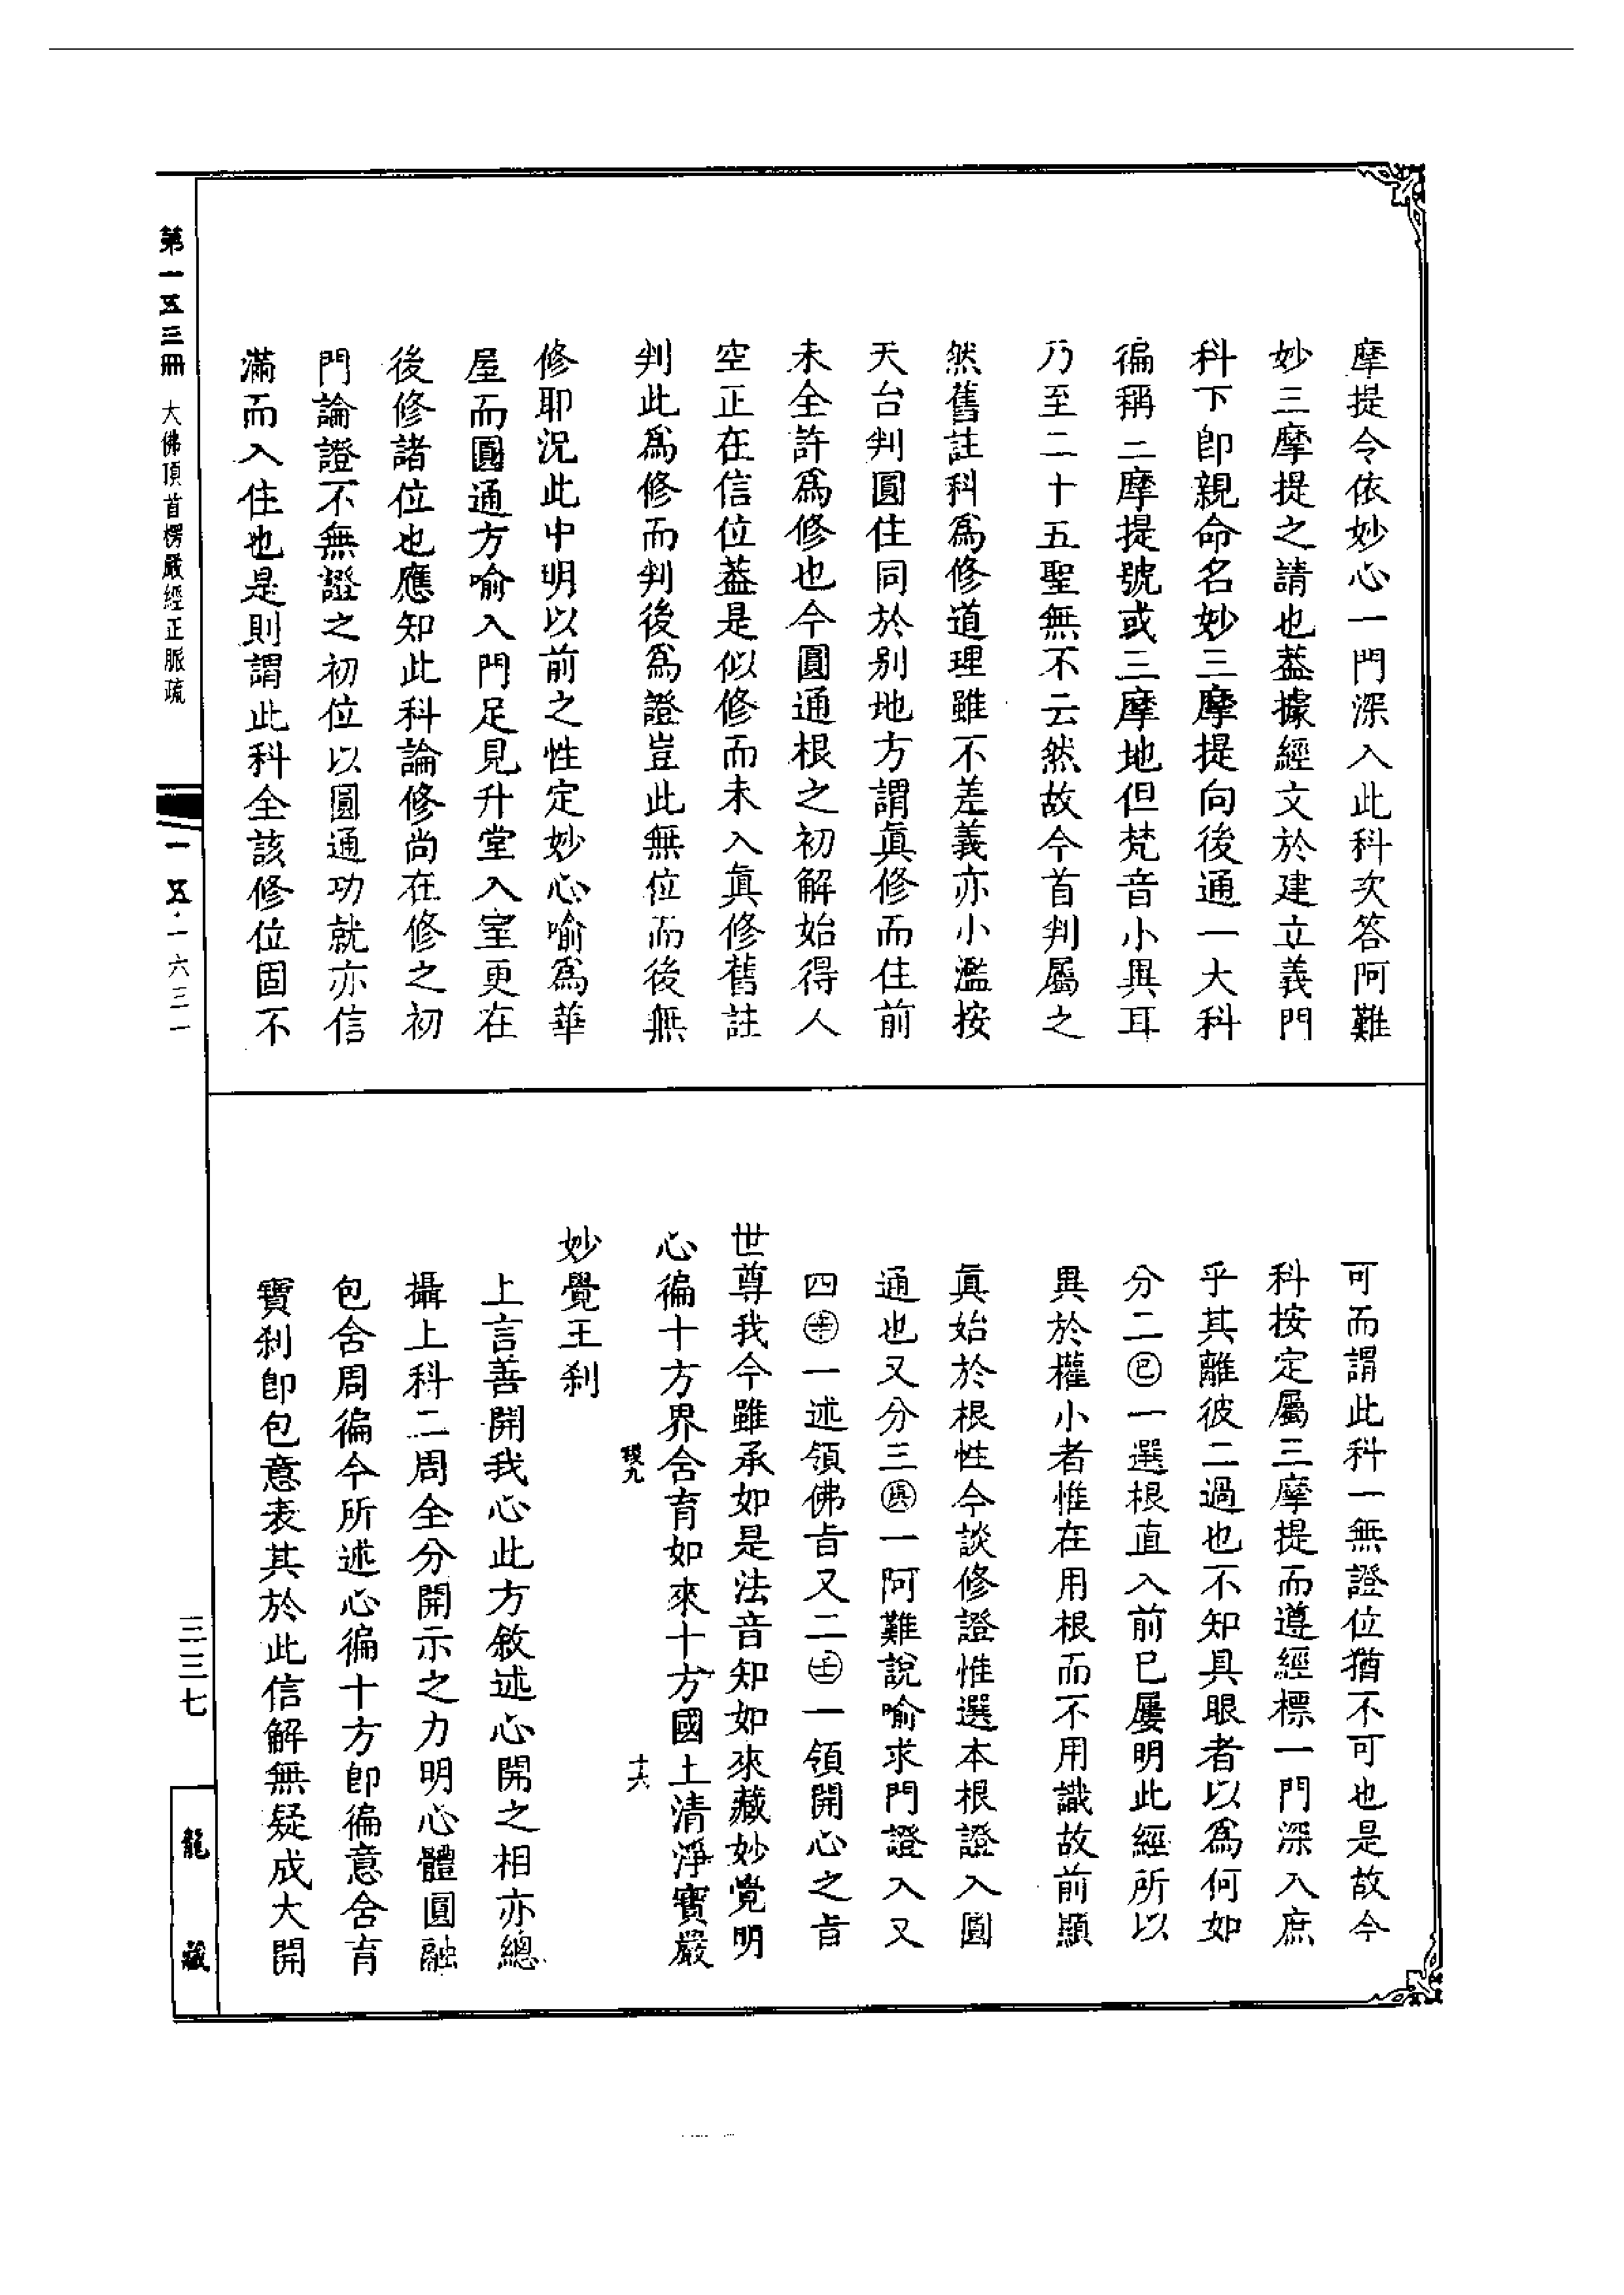 摩提令依妙心一門深入此科次答阿難
妙三摩提之請也葢據經文於建立義門
科下卽親命名妙三摩提向後通一大科
徧稱三摩提號或三摩地但梵音小異耳
乃至二十五聖無不云然故今首判屬之
然舊註科爲修道理雖不差義亦小濫按
天台判圓住同於別地方謂眞修而住前
未全許爲修也今圓通根之初解始得人
空正在信位葢是似修而未入眞修舊註
判此爲修而判後爲證豈此無位而後無
修耶況此中明以前之性定妙心喻爲華
屋而圓通方喻入門足見升堂入室更在
後修諸位也應知此科論修尚在修之初
門論證不無證之初位以圓通功就亦信
滿而入住也是則謂此科全該修位固不
可而謂此科一無證位猶不可也是故今
科按定屬三摩提而遵經標一門深入庶
乎其離彼二過也不知具眼者以爲何如
分二㊁一選根直入前已屢明此經所以
異於權小者惟在用根而不用識故前顯
眞始於根性今談修證惟選本根證入圓
通也又分三庚一阿難說喻求門證入又
四辛一述領佛旨又二壬一領開心之旨
世尊我今雖承如是法音知如來藏妙覺明
心徧十方界含育如來十方國土清淨寶嚴
稷九
十六
妙覺王刹
上言善開我心此方敘述心開之相亦總
攝上科二周全分開示之力明心體圓融
包含周徧今所述心徧十方卽徧意含育
寶刹卽包意表其於此信解無疑成大開
第一五三冊
大佛頂首楞嚴經正脈疏
一五·一六三二一
三三七
龍藏